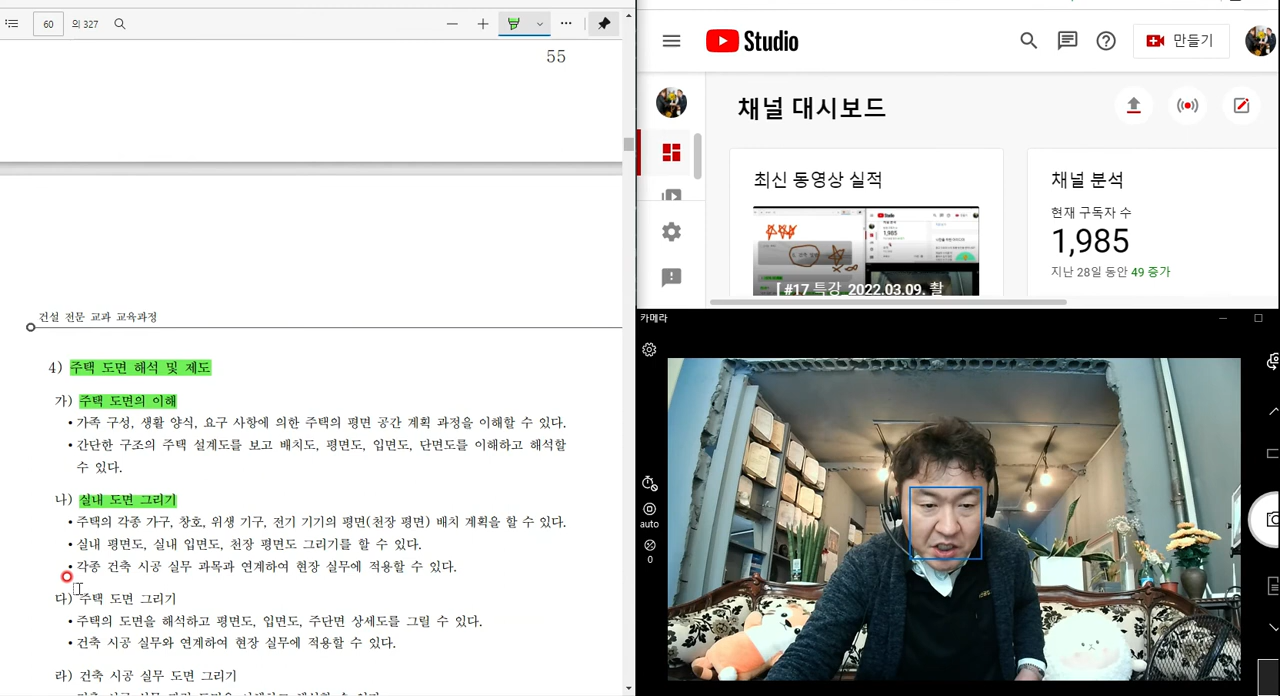 60 의 327
55
건설 전문 교과 교육과정
4) 주택 도면 해석 및 제도
가) 주택 도면의 이해
• 가족 구성, 생활 양식, 요구 사항에 의한 주택의 평면 공간 계획 과정을 이해할 수 있다.
• 간단한 구조의 주택 설계도를 보고 배치도, 평면도, 입면도, 단면도를 이해하고 해석할
수 있다.
나) 실내 도면 그리기
• 주택의 각종 가구, 창호, 위생 기구, 전기 기기의 평면(천장 평면) 배치 계획을 할 수 있다.
• 실내 평면도, 실내 입면도, 천장 평면도 그리기를 할 수 있다.
• 각종 건축 시공 실무 과목과 연계하여 현장 실무에 적용할 수 있다.
다) 주택 도면 그리기
• 주택의 도면을 해석하고 평면도, 입면도, 주단면 상세도를 그릴 수 있다.
• 건축 시공 실무와 연계하여 현장 실무에 적용할 수 있다.
라) 건축 시공 실무 도면 그리기
Studio
만들기
채널 대시보드
최신 동영상 실적
Studio
1,985
[ #17 특강 2022.03.09. 촬
채널 분석
현재 구독자 수
1,985
지난 28일 동안 49 증가
카메라
auto
0